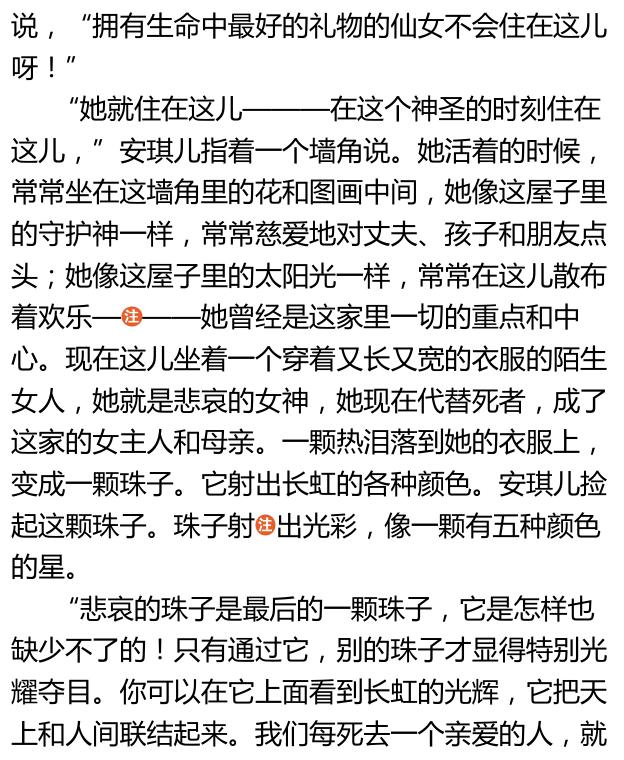 说，“拥有生命中最好的礼物的仙女不会住在这儿
呀！”
“她就住在这儿———在这个神圣的时刻住在
这儿，”安琪儿指着一个墙角说。她活着的时候，
常常坐在这墙角里的花和图画中间，她像这屋子里
的守护神一样，常常慈爱地对丈夫、孩子和朋友点
头；她像这屋子里的太阳光一样，常常在这儿散布
着欢乐—注——她曾经是这家里一切的重点和中
心。现在这儿坐着一个穿着又长又宽的衣服的陌生
女人，她就是悲哀的女神，她现在代替死者，成了
这家的女主人和母亲。一颗热泪落到她的衣服上，
变成一颗珠子。它射出长虹的各种颜色。安琪儿捡
起这颗珠子。珠子射注出光彩，像一颗有五种颜色
的星。
“悲哀的珠子是最后的一颗珠子，它是怎样也
缺少不了的！只有通过它，别的珠子才显得特别光
耀夺目。你可以在它上面看到长虹的光辉，它把天
上和人间联结起来。我们每死去一个亲爱的人，就